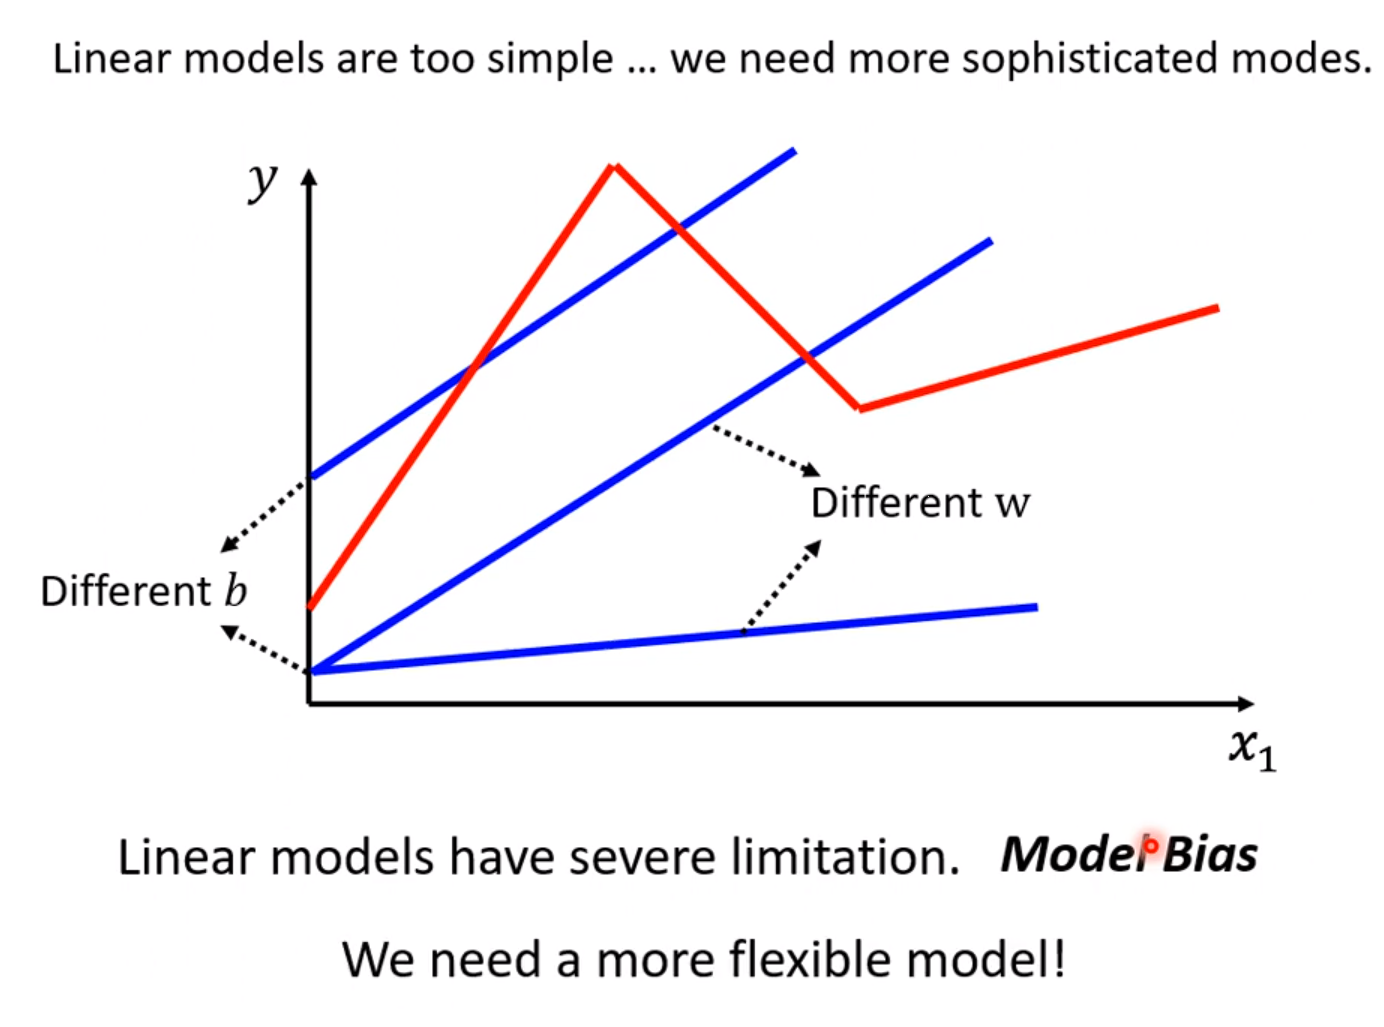 Linear models are too simple … we need more sophisticated modes.
y
Different w
Different b
x₁
Linear models have severe limitation. Model Bias
We need a more flexible model!